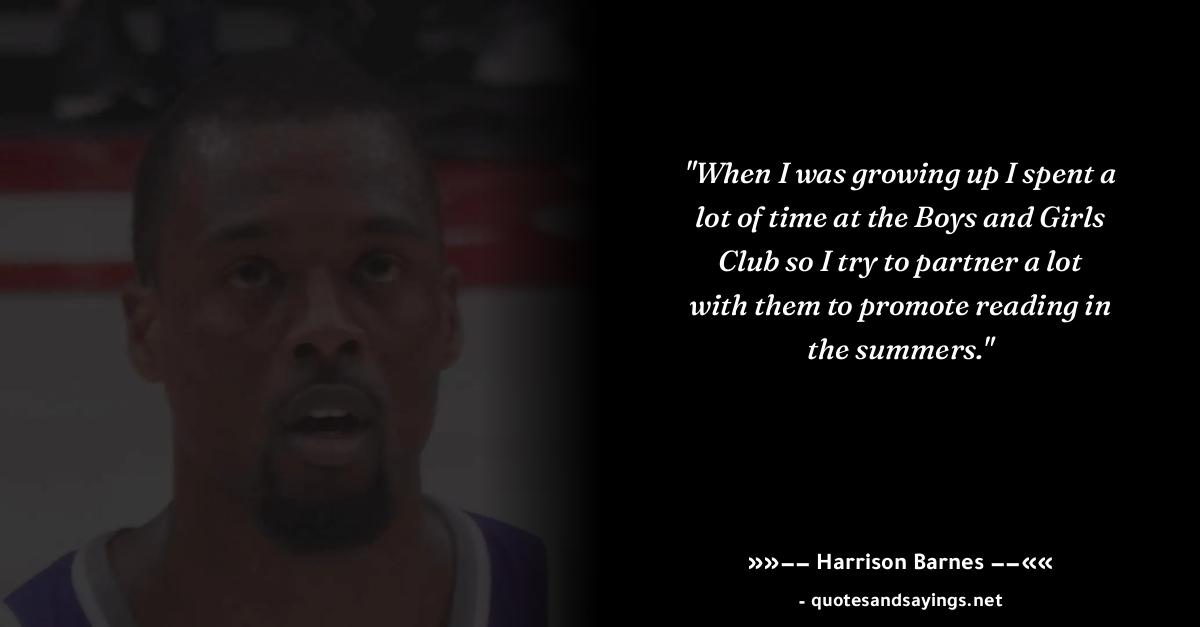 "When I was growing up I spent a
lot of time at the Boys and Girls
Club so I try to partner a lot
with them to promote reading in
the summers."
»»–– Harrison Barnes ––««
- quotesandsayings.net